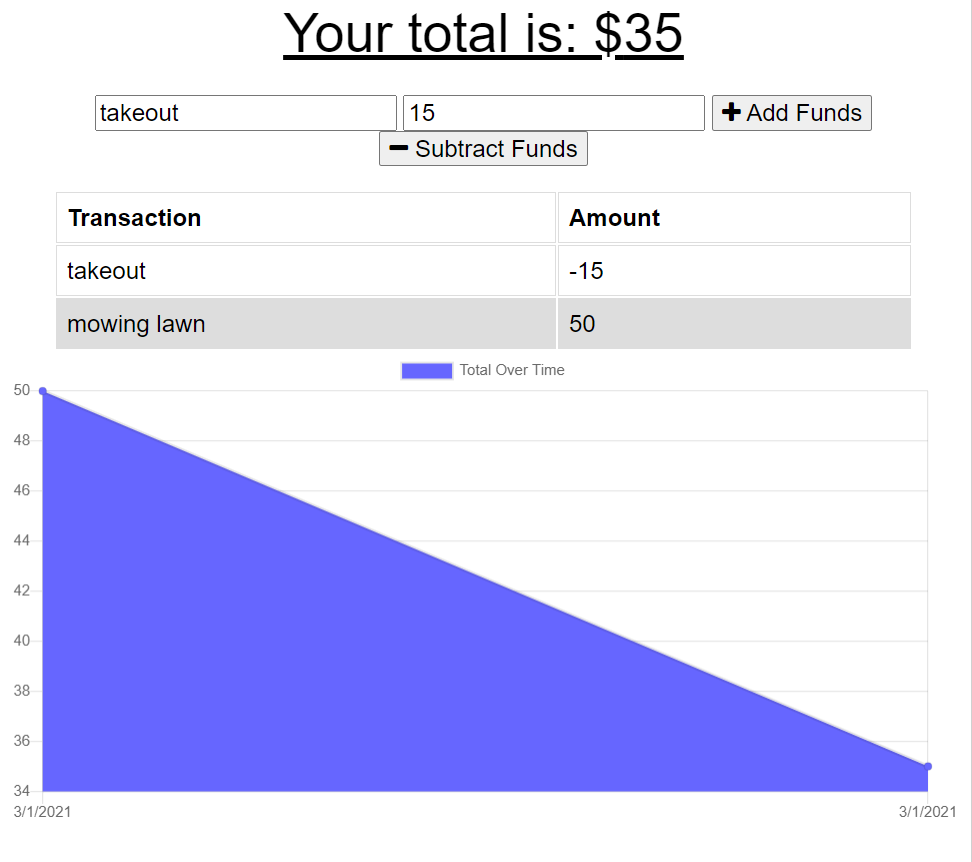 Your total is: $35
takeout 15 Add Funds
Subtract Funds
Transaction Amount
takeout -15
mowing lawn 50
Total Over Time
50
48
46
44
42
40
38
36
34
3/1/2021 3/1/2021